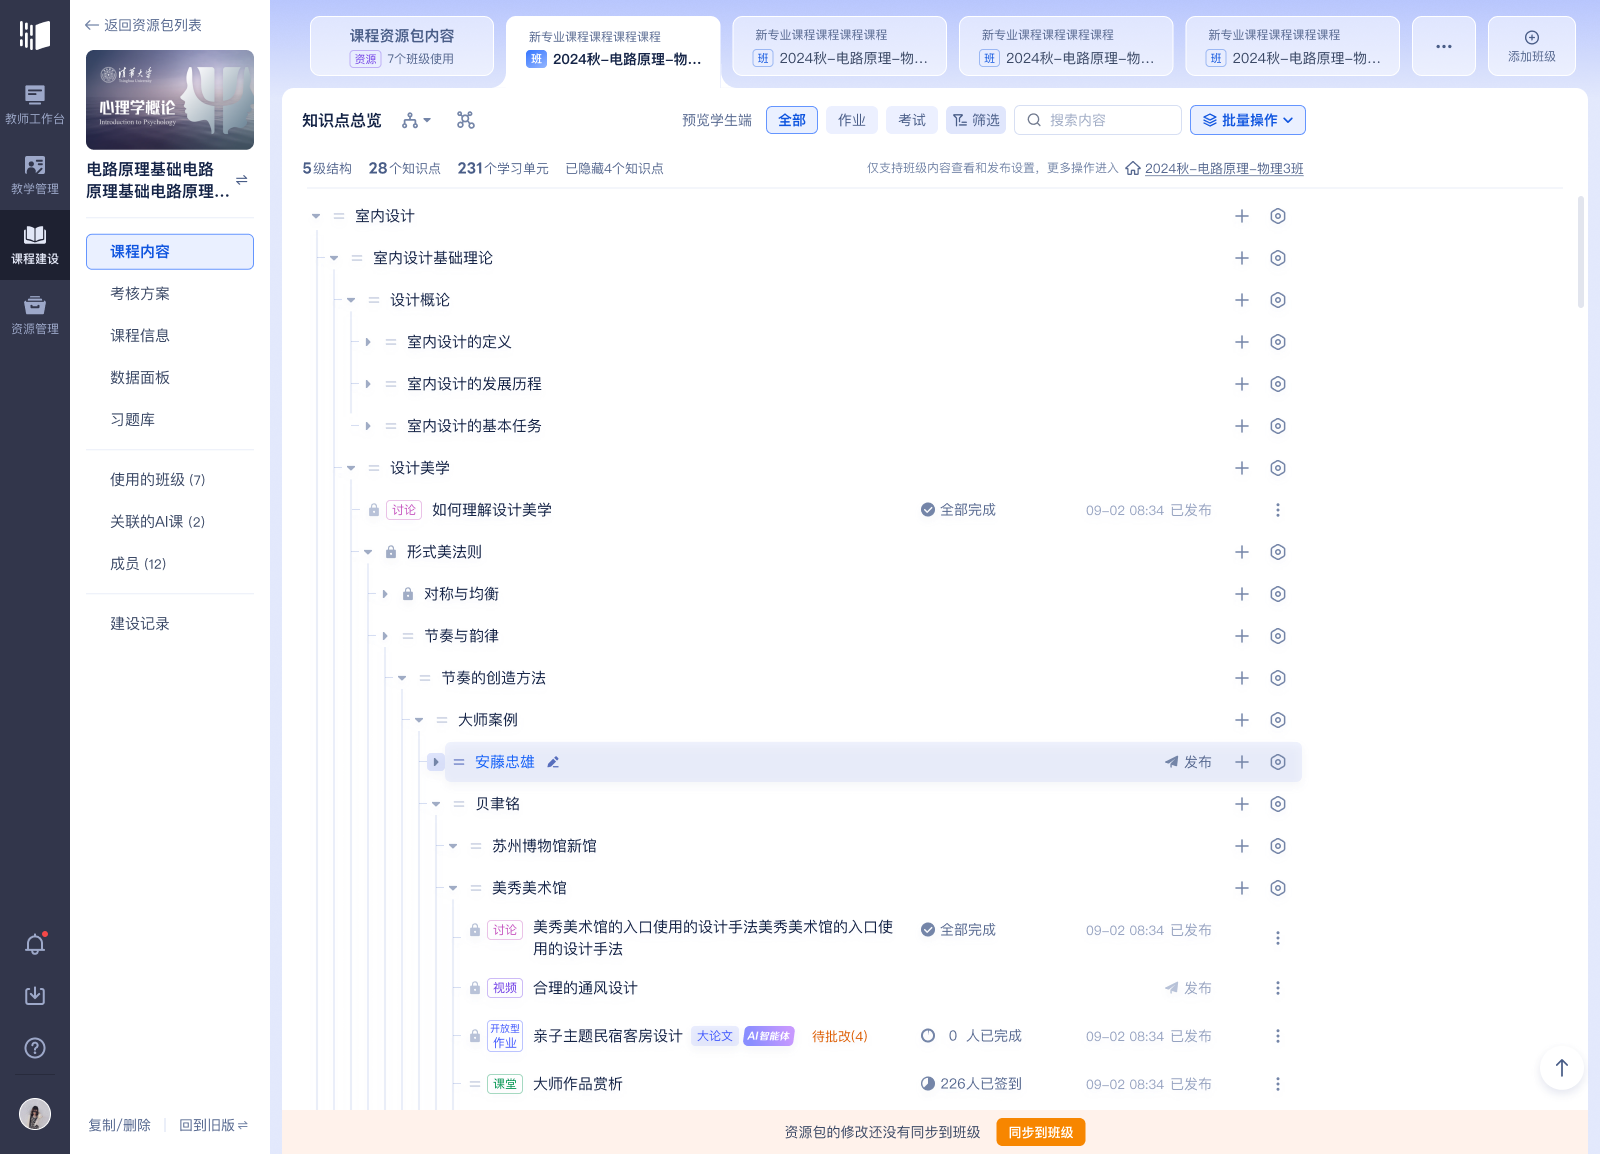 教师工作台
教学管理
课程建设
资源管理
返回资源包列表
清华大学
Tsinghua University
心理学概论
Introduction to Psychology
电路原理基础电路
原理基础电路原理...
课程内容
考核方案
课程信息
数据面板
习题库
使用的班级 (7)
关联的AI课 (2)
成员 (12)
建设记录
复制/删除
回到旧版
课程资源包内容
资源 7个班级使用
新专业课程课程课程课程
班 2024秋-电路原理-物...
新专业课程课程课程课程
班 2024秋-电路原理-物...
新专业课程课程课程课程
班 2024秋-电路原理-物...
新专业课程课程课程课程
班 2024秋-电路原理-物...
添加班级
知识点总览
预览学生端 全部 作业 考试 筛选 搜索内容 批量操作
5级结构 28个知识点 231个学习单元 已隐藏4个知识点
仅支持班级内容查看和发布设置，更多操作进入 2024秋-电路原理-物理3班
室内设计
室内设计基础理论
设计概论
室内设计的定义
室内设计的发展历程
室内设计的基本任务
设计美学
讨论 如何理解设计美学 全部完成 09-02 08:34 已发布
形式美法则
对称与均衡
节奏与韵律
节奏的创造方法
大师案例
安藤忠雄 发布
贝聿铭
苏州博物馆新馆
美秀美术馆
讨论 美秀美术馆的入口使用的设计手法美秀美术馆的入口使 全部完成 09-02 08:34 已发布
用的设计手法
视频 合理的通风设计 发布
开放型
作业 亲子主题民宿客房设计 大论文 AI智能体 待批改(4) 0 人已完成 09-02 08:34 已发布
课堂 大师作品赏析 226人已签到 09-02 08:34 已发布
资源包的修改还没有同步到班级 同步到班级